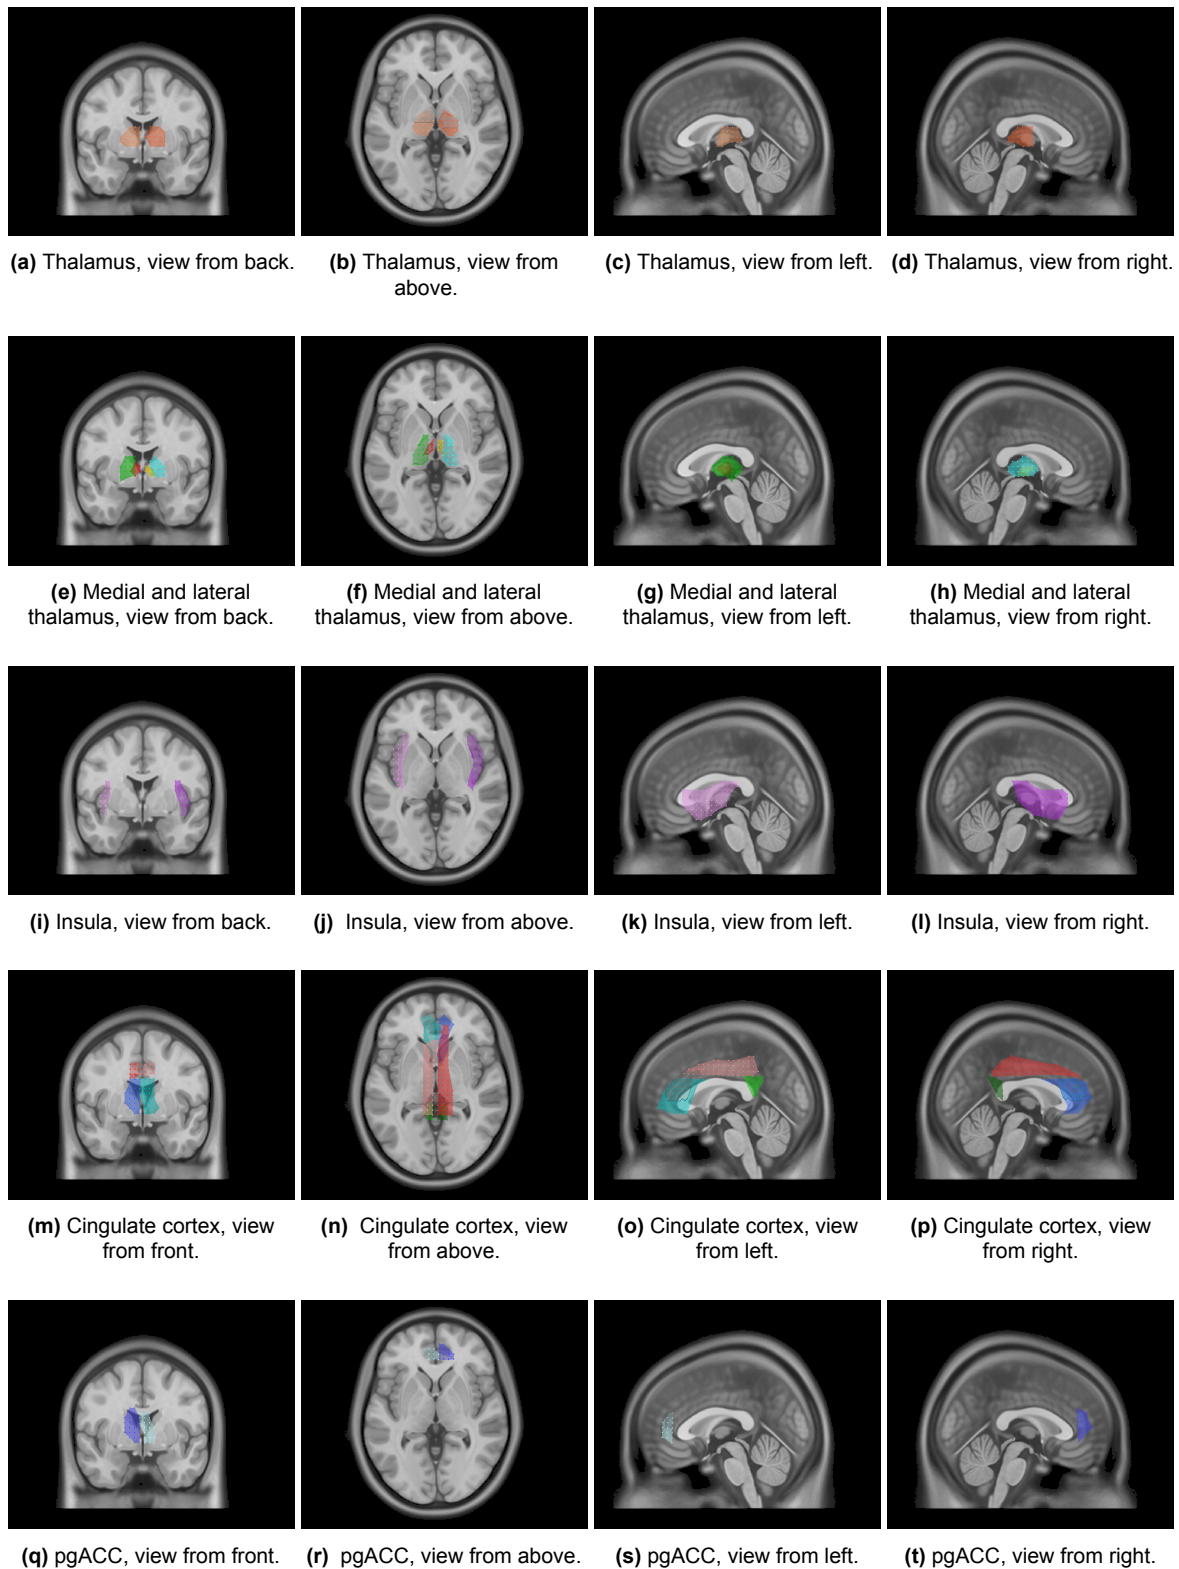 (a) Thalamus, view from back.
(b) Thalamus, view from
above.
(c) Thalamus, view from left.
(d) Thalamus, view from right.
(e) Medial and lateral
thalamus, view from back.
(f) Medial and lateral
thalamus, view from above.
(g) Medial and lateral
thalamus, view from left.
(h) Medial and lateral
thalamus, view from right.
(i) Insula, view from back.
(j) Insula, view from above.
(k) Insula, view from left.
(l) Insula, view from right.
(m) Cingulate cortex, view
from front.
(n) Cingulate cortex, view
from above.
(o) Cingulate cortex, view
from left.
(p) Cingulate cortex, view
from right.
(q) pgACC, view from front.
(r) pgACC, view from above.
(s) pgACC, view from left.
(t) pgACC, view from right.